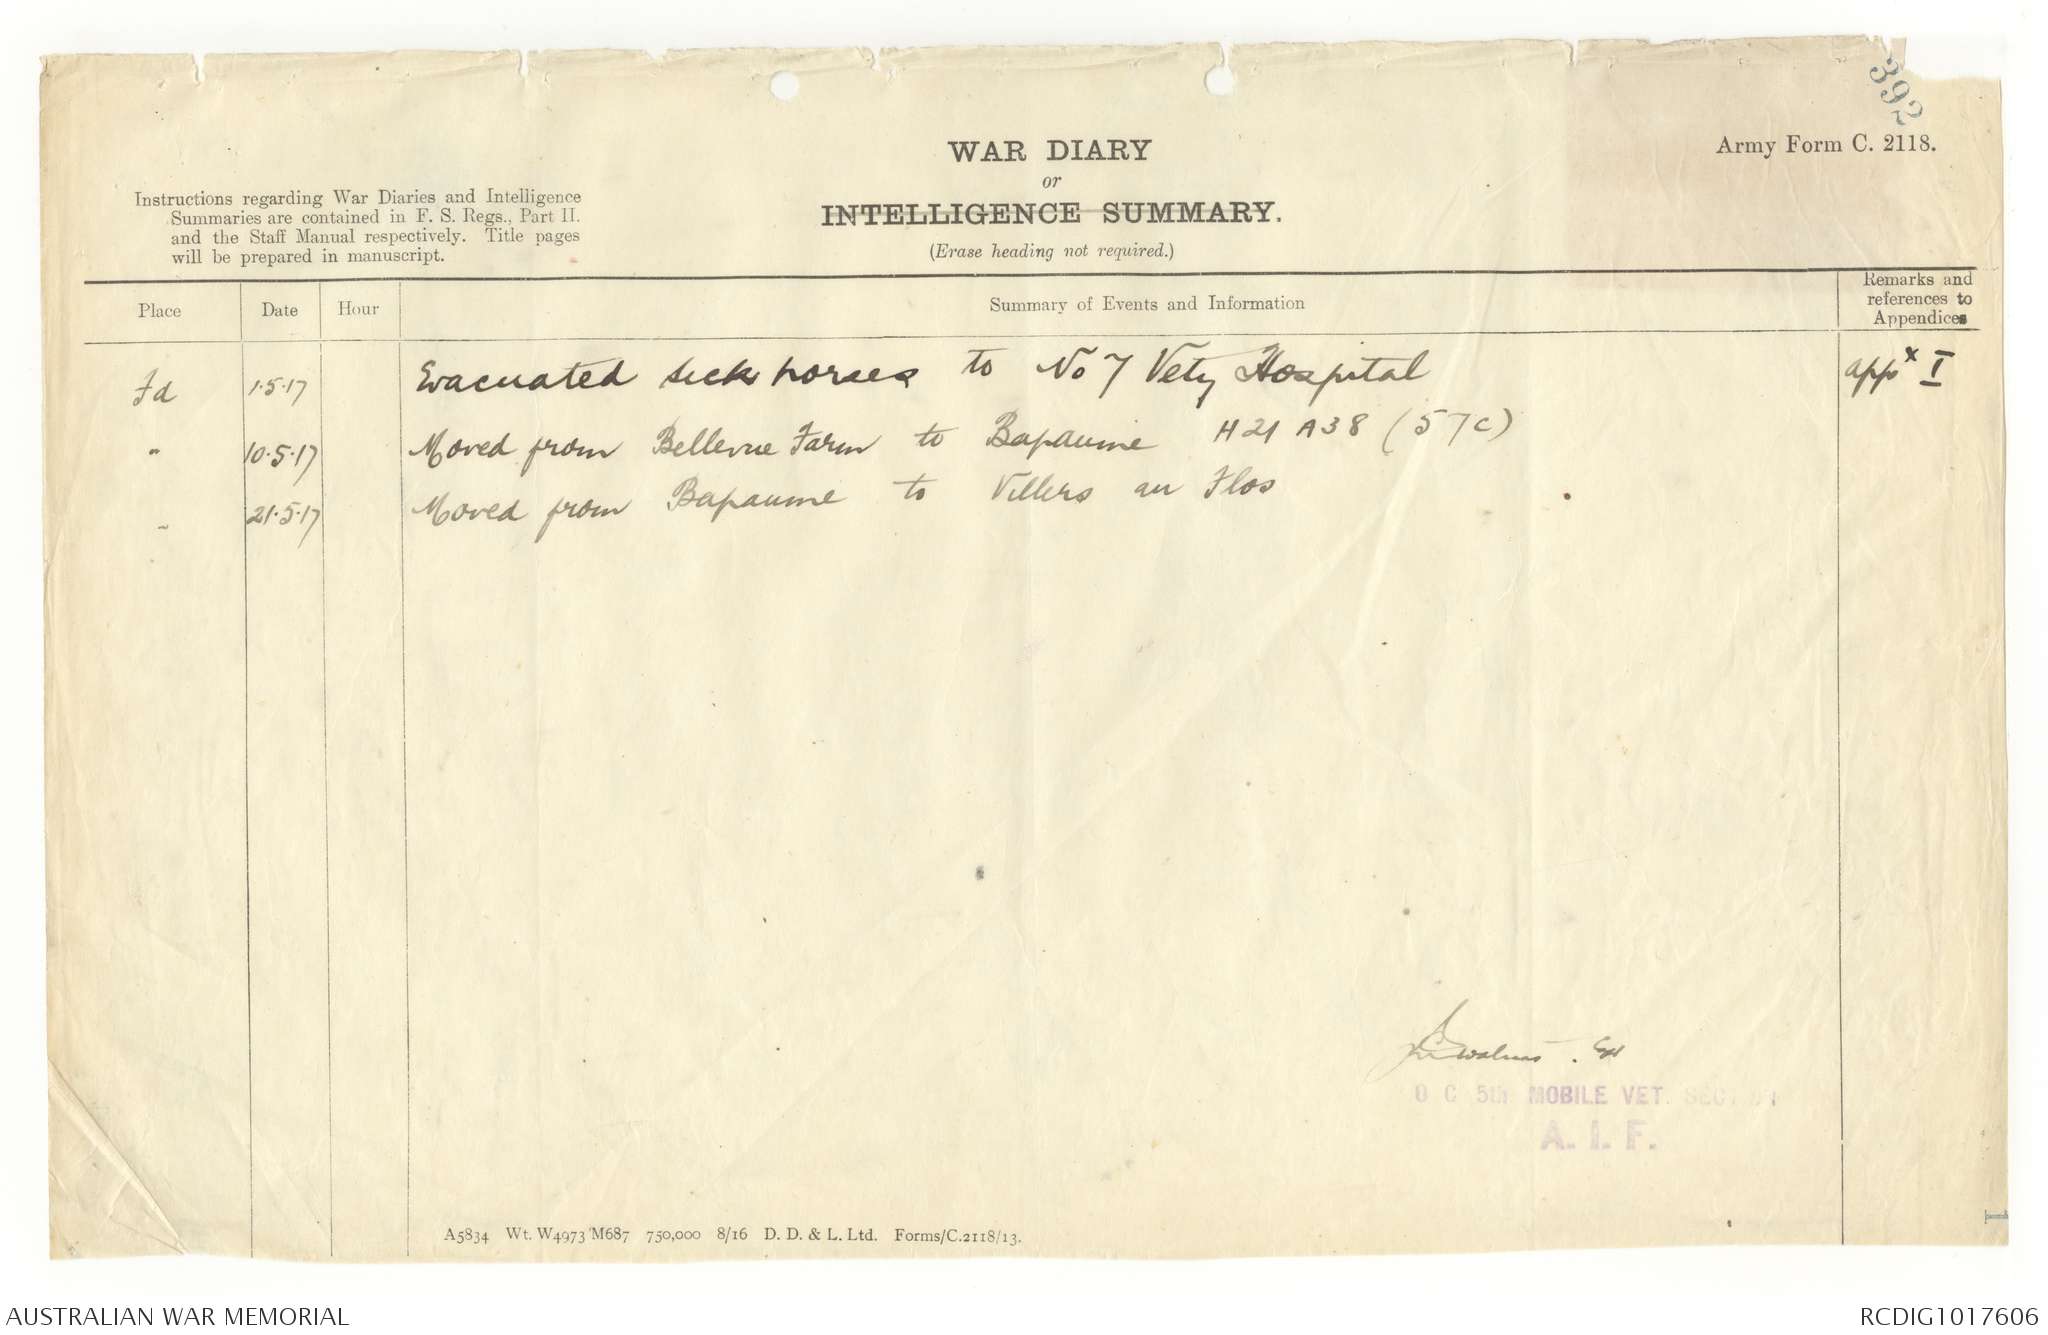 392
Army Form C. 2118.
WAR DIARY
or
INTELLIGENCE SUMMARY.
(Erase heading not required.)
Instructions regarding War Diaries and Intelligence
Summaries are contained in F. S. Regs., Part II.
and the Staff Manual respectively. Title pages
will be prepared in manuscript.
Place Date Hour Summary of Events and Information Remarks and references to Appendices
Fd 1.5.17 Evacuated sick horses to No 7 Vety Hospital appx I
" 10.5.17 Moved from Bellevue Farm to Bapaume H21 A38 (57c)
" 21.5.17 Moved from Bapaume to Villers au Flos
O C 5th MOBILE VET. SECTION
A. I. F.
A5834 Wt. W4973/M687 750,000 8/16 D. D. & L. Ltd. Forms/C.2118/13.
AUSTRALIAN WAR MEMORIAL
RCDIG1017606